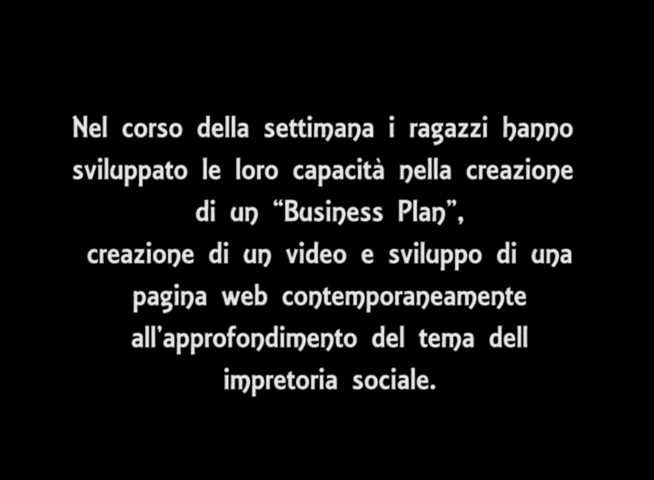 Nel corso della settimana i ragazzi hanno
sviluppato le loro capacità nella creazione
di un “Business Plan”,
creazione di un video e sviluppo di una
pagina web contemporaneamente
all’approfondimento del tema dell
impretoria sociale.